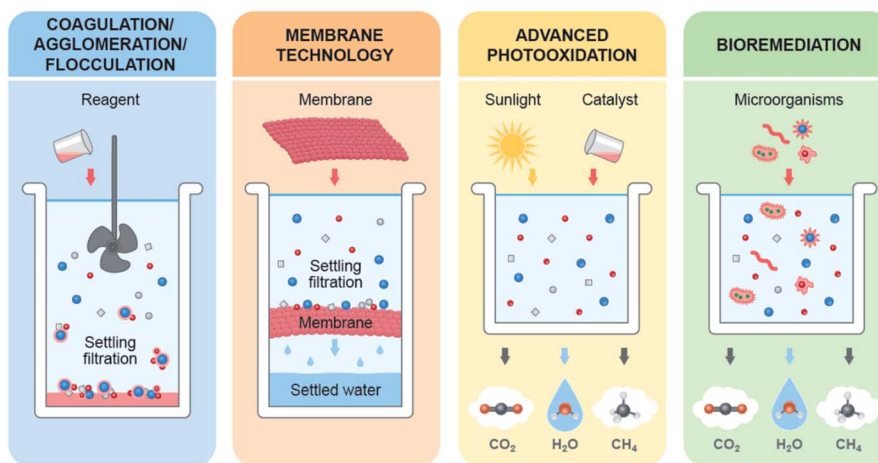 COAGULATION/
AGGLOMERATION/
FLOCCULATION
Reagent
Settling
filtration
MEMBRANE
TECHNOLOGY
Membrane
Settling
filtration
Membrane
Settled water
ADVANCED
PHOTOOXIDATION
Sunlight
Catalyst
CO₂
H₂O
CH₄
BIOREMEDIATION
Microorganisms
CO₂
H₂O
CH₄